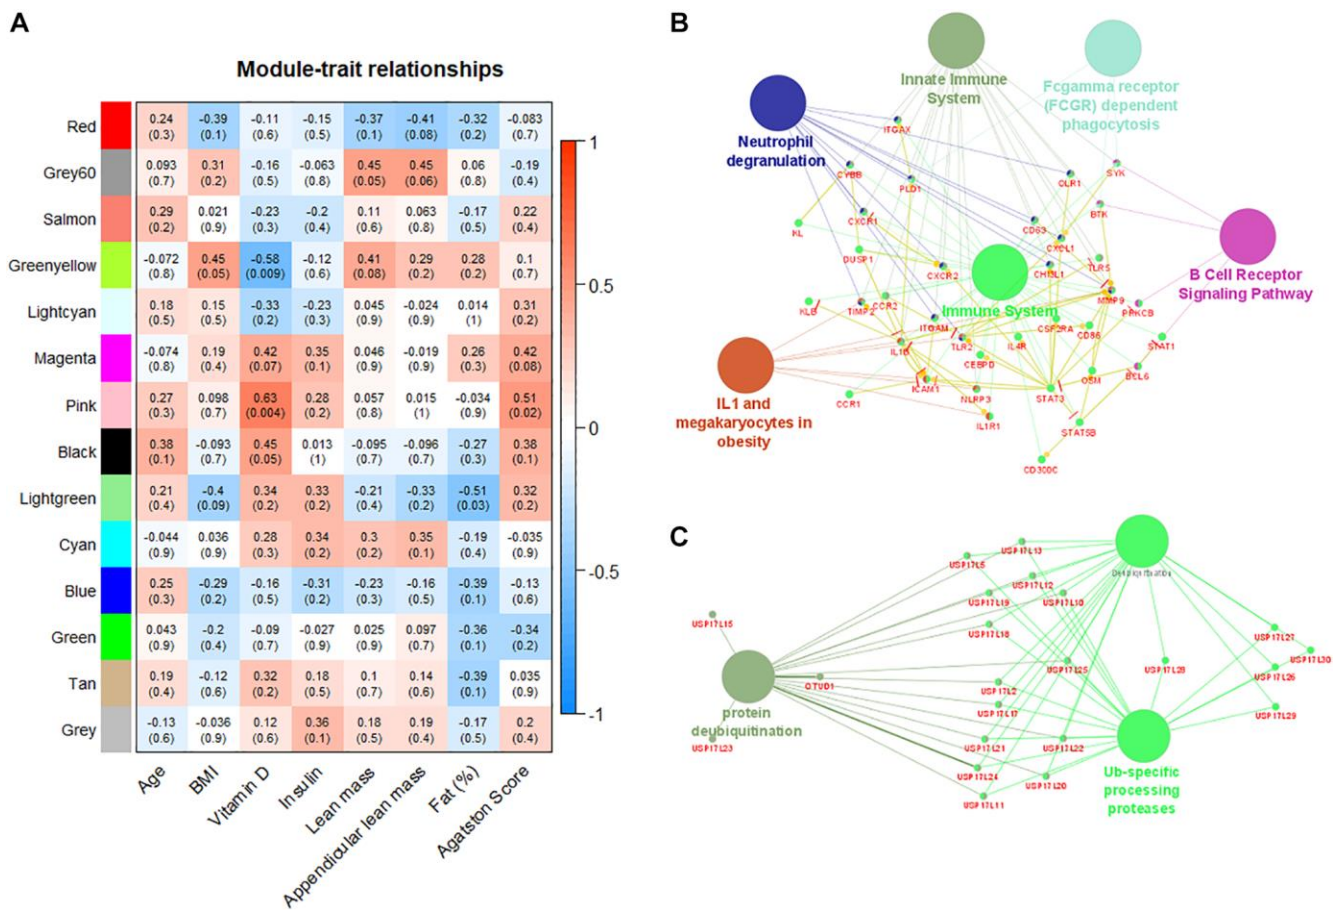 A
Module-trait relationships
Red 0.24 -0.39 -0.11 -0.15 -0.37 -0.41 -0.32 -0.083
(0.3) (0.1) (0.6) (0.5) (0.1) (0.08) (0.2) (0.7)
Grey60 0.093 0.31 -0.16 -0.063 0.45 0.45 0.06 -0.19
(0.7) (0.2) (0.5) (0.8) (0.05) (0.06) (0.8) (0.4)
Salmon 0.29 0.021 -0.23 -0.2 0.11 0.063 -0.17 0.22
(0.2) (0.9) (0.3) (0.4) (0.6) (0.8) (0.5) (0.4)
Greenyellow -0.072 0.45 -0.58 -0.12 0.41 0.29 0.28 0.1
(0.8) (0.05) (0.009) (0.6) (0.08) (0.2) (0.2) (0.7)
Lightcyan 0.18 0.15 -0.33 -0.23 0.045 -0.024 0.014 0.31
(0.5) (0.5) (0.2) (0.3) (0.9) (0.9) (1) (0.2)
Magenta -0.074 0.19 0.42 0.35 0.046 -0.019 0.26 0.42
(0.8) (0.4) (0.07) (0.1) (0.9) (0.9) (0.3) (0.08)
Pink 0.27 0.098 0.63 0.28 0.057 0.015 -0.034 0.51
(0.3) (0.7) (0.004) (0.2) (0.8) (1) (0.9) (0.02)
Black 0.38 -0.093 0.45 0.013 -0.095 -0.096 -0.27 0.38
(0.1) (0.7) (0.05) (1) (0.7) (0.7) (0.3) (0.1)
Lightgreen 0.21 -0.4 0.34 0.33 -0.21 -0.33 -0.51 0.32
(0.4) (0.09) (0.2) (0.2) (0.4) (0.2) (0.03) (0.2)
Cyan -0.044 0.036 0.28 0.34 0.3 0.35 -0.19 -0.035
(0.9) (0.9) (0.3) (0.2) (0.2) (0.1) (0.4) (0.9)
Blue 0.25 -0.29 -0.16 -0.31 -0.23 -0.16 -0.39 -0.13
(0.3) (0.2) (0.5) (0.2) (0.3) (0.5) (0.1) (0.6)
Green 0.043 -0.2 -0.09 -0.027 0.025 0.097 -0.36 -0.34
(0.9) (0.4) (0.7) (0.9) (0.9) (0.7) (0.1) (0.2)
Tan 0.19 -0.12 0.32 0.18 0.1 0.14 -0.39 0.035
(0.4) (0.6) (0.2) (0.5) (0.7) (0.6) (0.1) (0.9)
Grey -0.13 -0.036 0.12 0.36 0.18 0.19 -0.17 0.2
(0.6) (0.9) (0.6) (0.1) (0.5) (0.4) (0.5) (0.4)
Age
BMI
Vitamin D
Insulin
Lean mass
Appendicular lean mass
Fat (%)
Agatston Score
1
0.5
0
-0.5
-1
B
Innate Immune
System
Fcgamma receptor
(FCGR) dependent
phagocytosis
Neutrophil
degranulation
B Cell Receptor
Signaling Pathway
Immune System
IL1 and
megakaryocytes in
obesity
ITGAX
CYBB
PLD1
OLR1
SYK
BTK
KL
CXCR1
CD63
CXCL1
DUSP1
CXCR2
CHI3L1
TLR5
CCR2
MMP9
KLB
TIMP2
PRKCB
ITGAM
CSF2RA
CD86
STAT1
IL1B
TLR2
IL4R
CEBPD
BCL6
OSM
ICAM1
NLRP3
STAT3
CCR1
IL1R1
STAT5B
CD300C
C
USP17L13
USP17L5
Deubiquitination
USP17L12
USP17L19
USP17L10
USP17L15
USP17L18
USP17L27
USP17L30
USP17L25
USP17L28
USP17L26
OTUD1
USP17L2
USP17L17
USP17L29
protein
deubiquitination
USP17L23
USP17L21
USP17L22
USP17L24
USP17L20
USP17L11
Ub-specific
processing
proteases